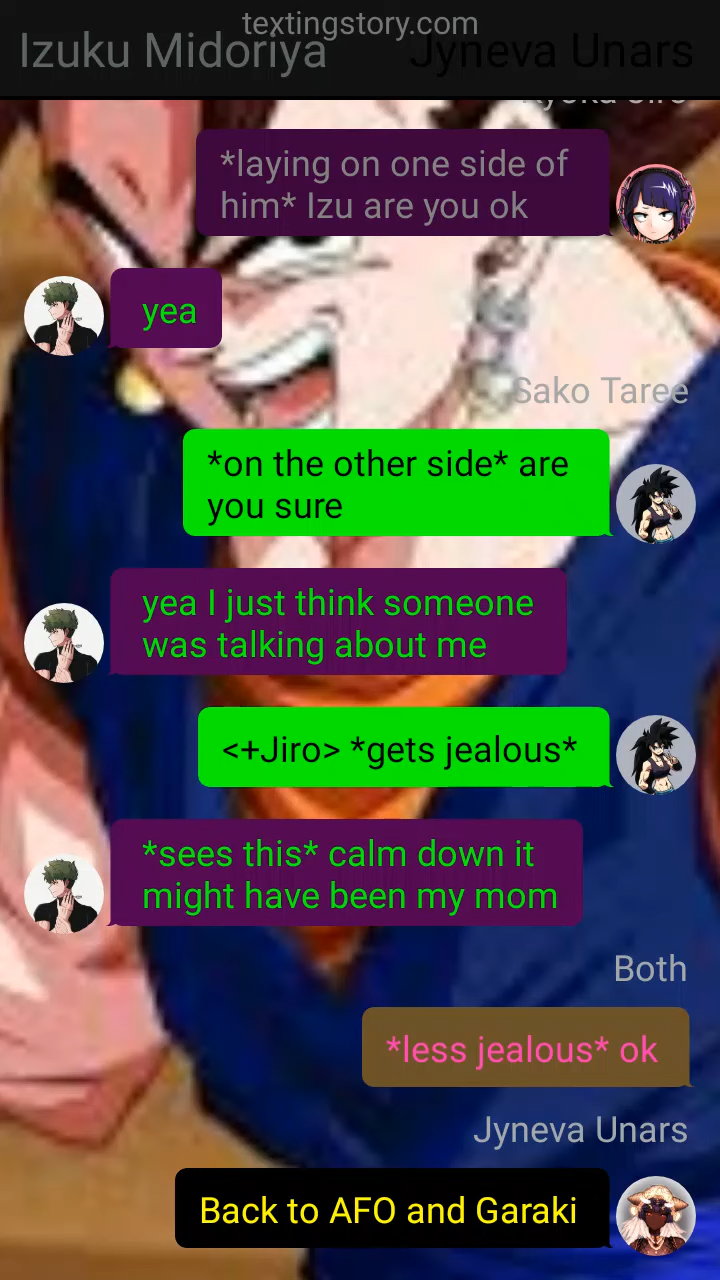 textingstory.com
Izuku Midoriya
Jyneva Unars
*laying on one side of
him* Izu are you ok
yea
Sako Taree
*on the other side* are
you sure
yea I just think someone
was talking about me
<+Jiro> *gets jealous*
*sees this* calm down it
might have been my mom
Both
*less jealous* ok
Jyneva Unars
Back to AFO and Garaki